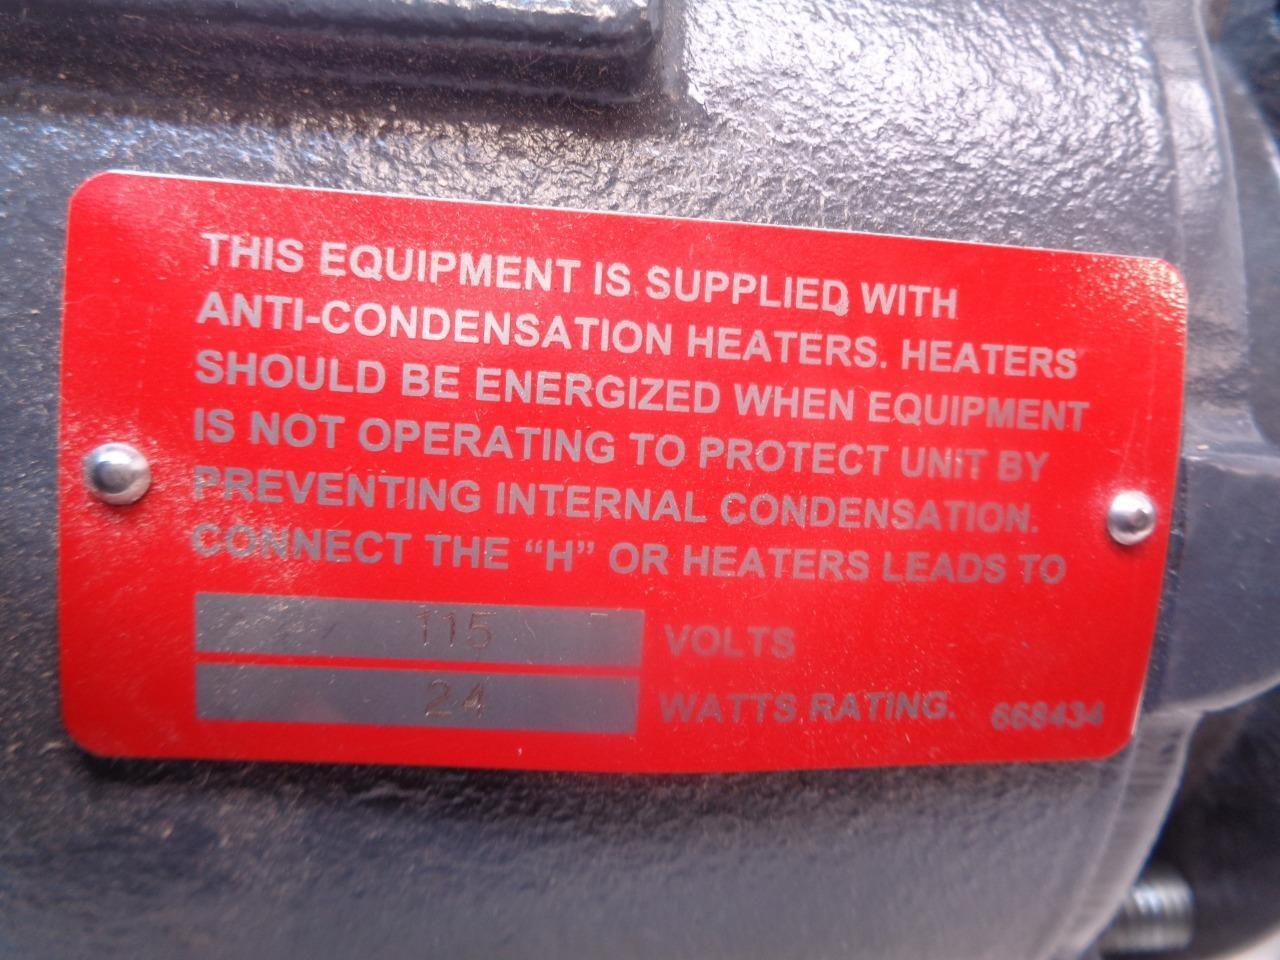 THIS EQUIPMENT IS SUPPLIED WITH
ANTI-CONDENSATION HEATERS. HEATERS
SHOULD BE ENERGIZED WHEN EQUIPMENT
IS NOT OPERATING TO PROTECT UNIT BY
PREVENTING INTERNAL CONDENSATION.
CONNECT THE “H” OR HEATERS LEADS TO
115 VOLTS
24 WATTS RATING. 668434